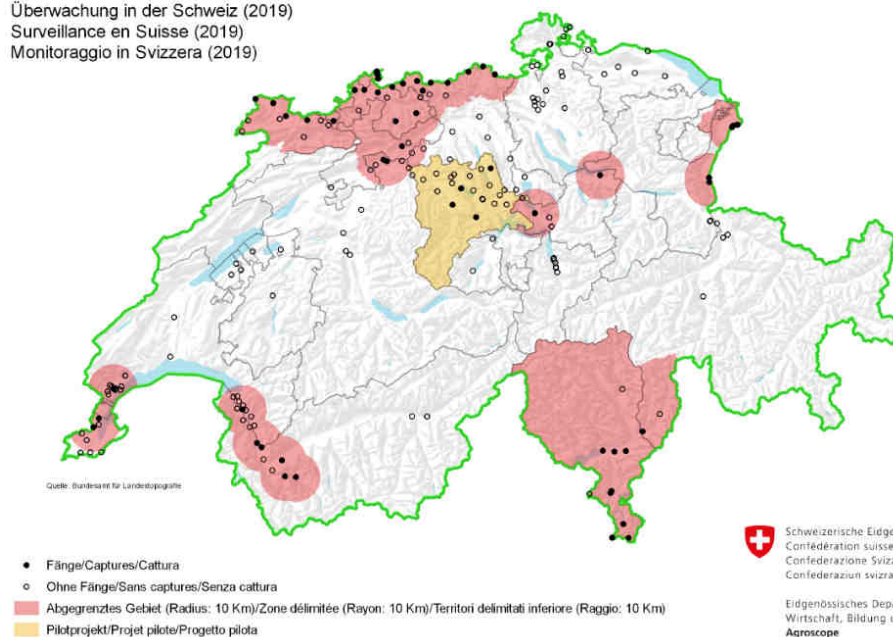 Überwachung in der Schweiz (2019)
Surveillance en Suisse (2019)
Monitoraggio in Svizzera (2019)
Quelle: Bundesamt für Landestopografie
Fänge/Captures/Cattura
Ohne Fänge/Sans captures/Senza cattura
Abgegrenztes Gebiet (Radius: 10 Km)/Zone délimitée (Rayon: 10 Km)/Territori delimitati inferiore (Raggio: 10 Km)
Pilotprojekt/Projet pilote/Progetto pilota
Schweizerische Eidge
Confédération suisse
Confederazione Svizz
Confederaziun svizra
Eidgenössisches Depa
Wirtschaft, Bildung u
Agroscope